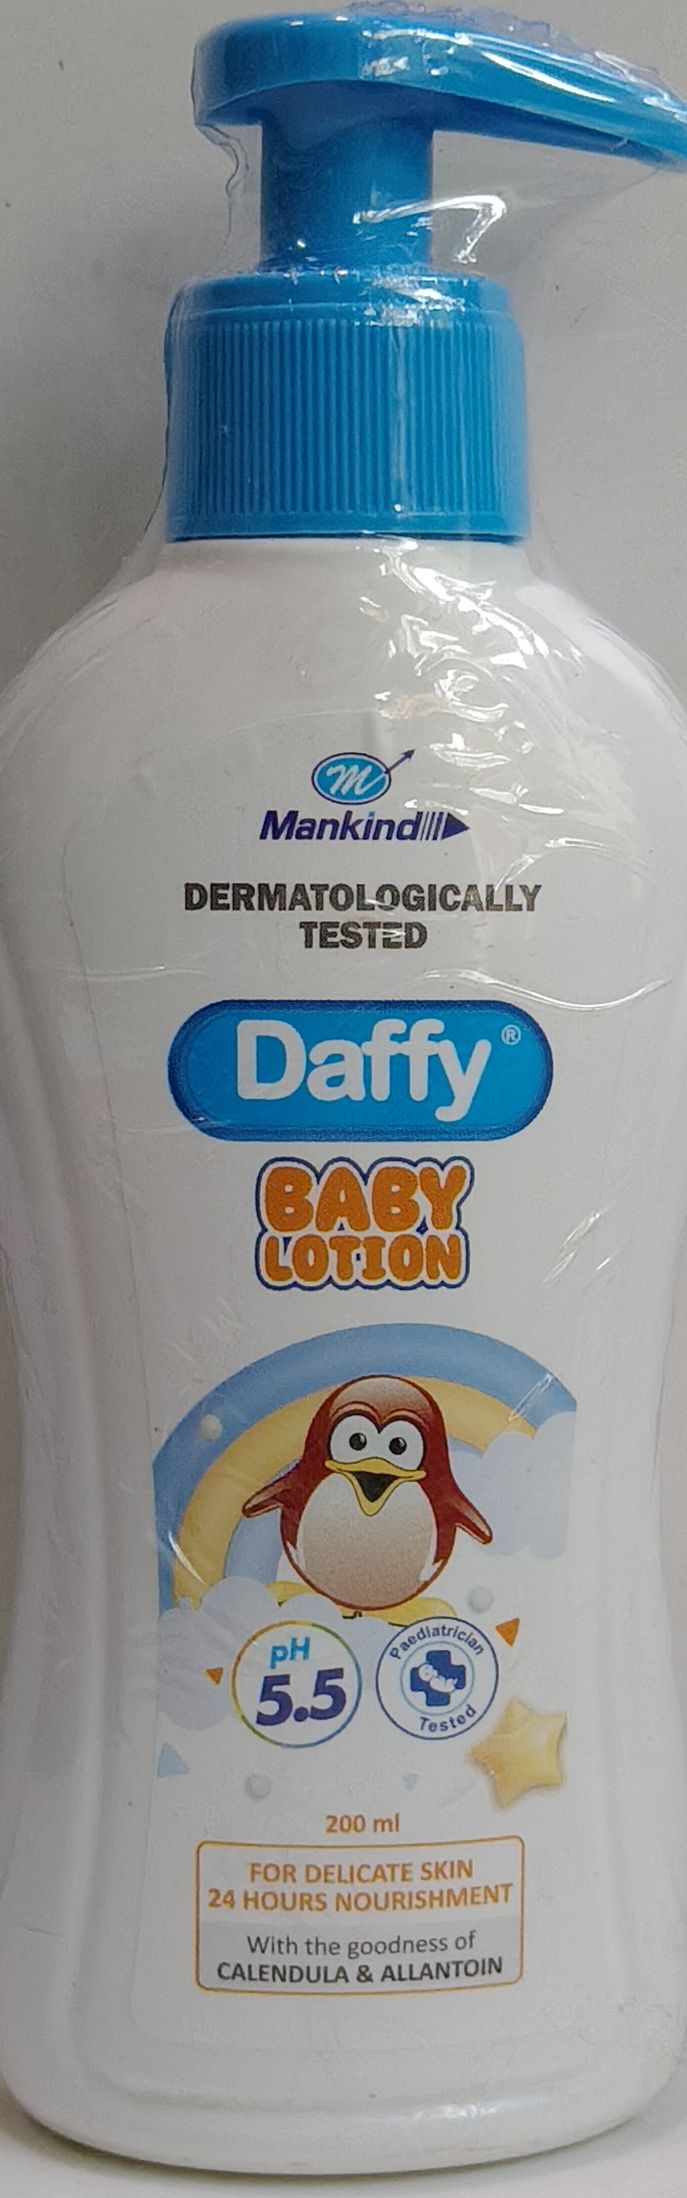 m
Mankind
DERMATOLOGICALLY
TESTED
Daffy®
BABY
LOTION
pH
5.5
Paediatrician
Tested
200 ml
FOR DELICATE SKIN
24 HOURS NOURISHMENT
With the goodness of
CALENDULA & ALLANTOIN